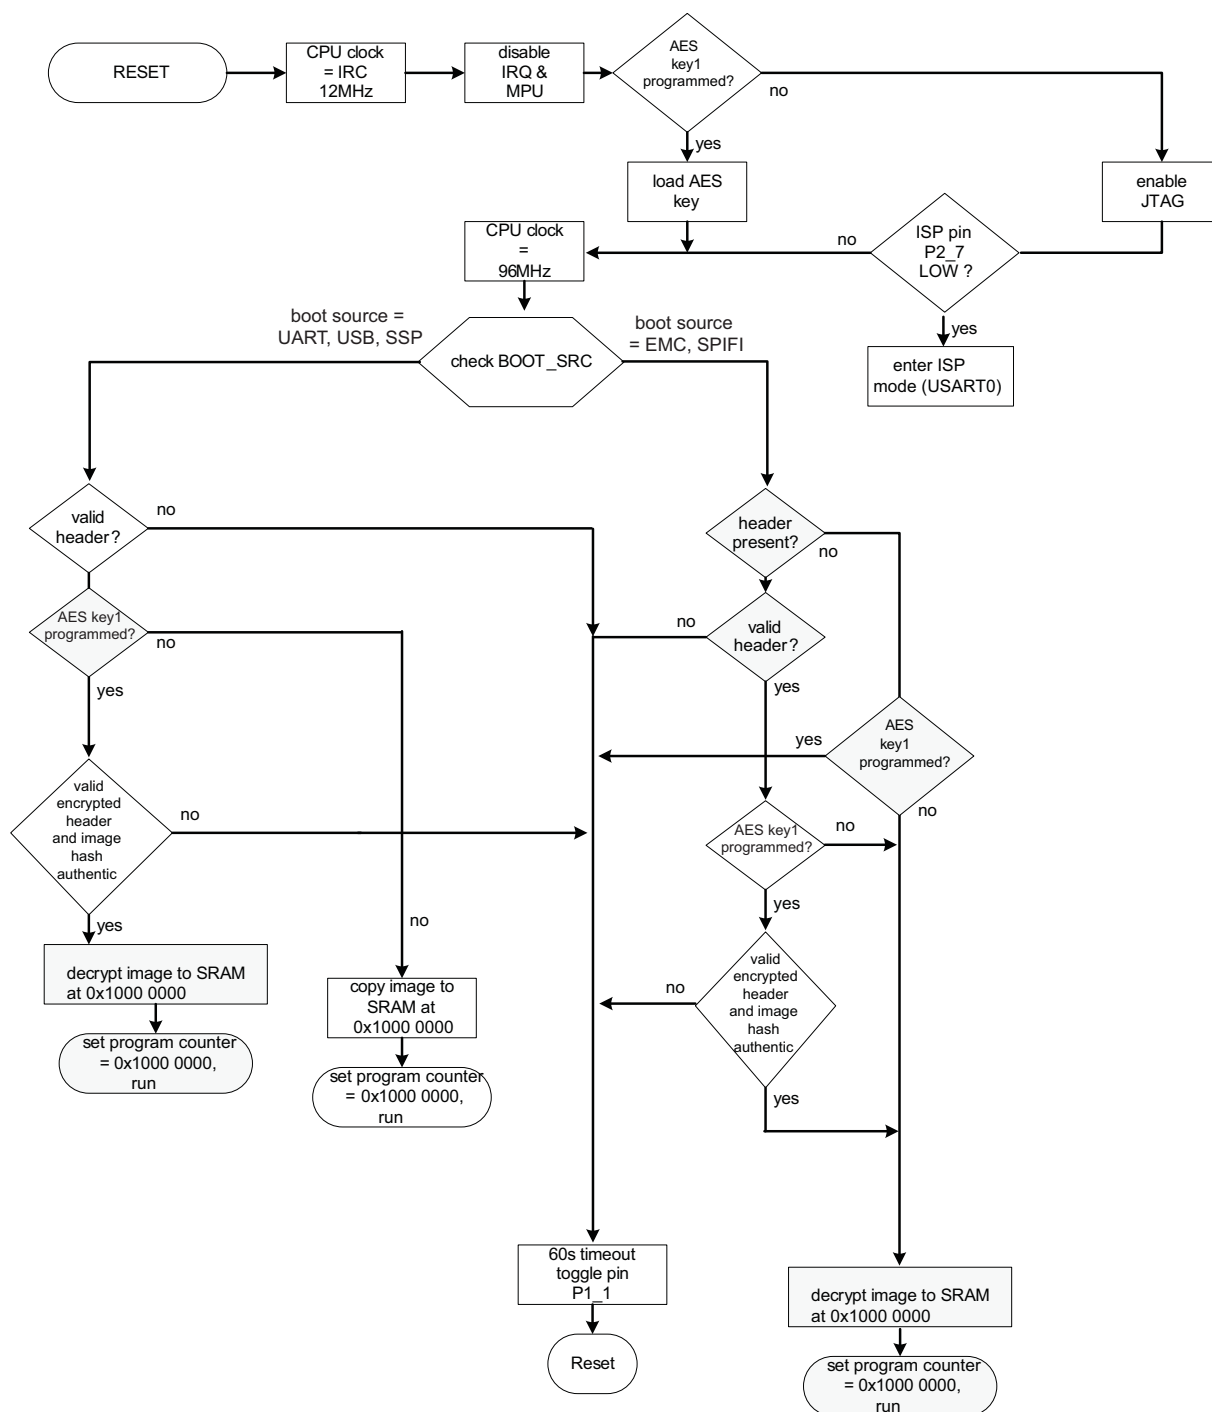 RESET
CPU clock
= IRC
12MHz
disable
IRQ &
MPU
AES
key1
programmed?
no
yes
load AES
key
enable
JTAG
CPU clock
=
96MHz
no
ISP pin
P2_7
LOW ?
yes
enter ISP
mode (USART0)
boot source =
UART, USB, SSP
check BOOT_SRC
boot source
= EMC, SPIFI
valid
header?
no
header
present?
no
AES key1
programmed?
no
yes
no
valid
header?
yes
yes
AES
key1
programmed?
no
valid
encrypted
header
and image
hash
authentic
no
yes
AES key1
programmed?
no
yes
no
decrypt image to SRAM
at 0x1000 0000
copy image to
SRAM at
0x1000 0000
no
valid
encrypted
header
and image
hash
authentic
yes
set program counter
= 0x1000 0000,
run
set program counter
= 0x1000 0000,
run
60s timeout
toggle pin
P1_1
Reset
decrypt image to SRAM
at 0x1000 0000
set program counter
= 0x1000 0000,
run